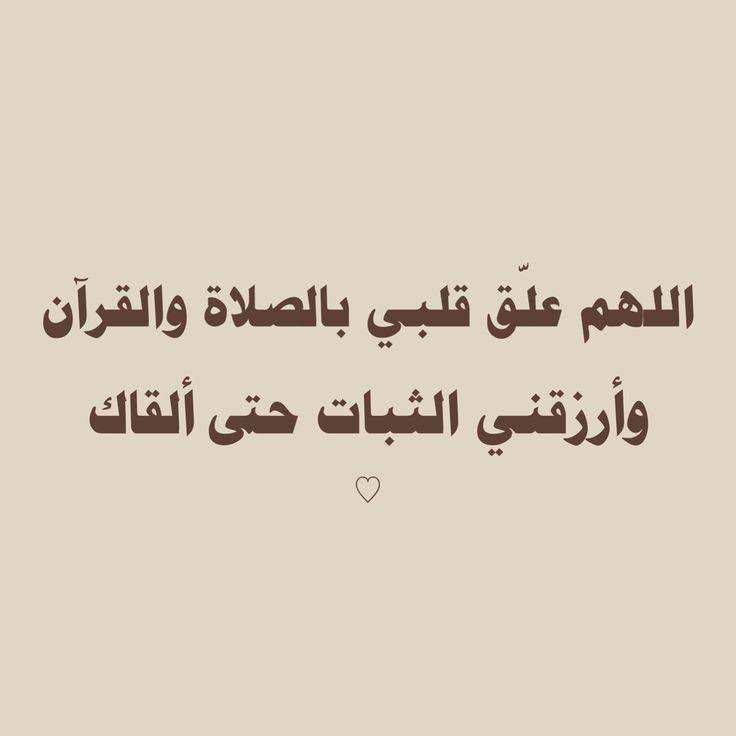 اللهم علّق قلبي بالصلاة والقرآن
وأرزقني الثبات حتى ألقاك
♡